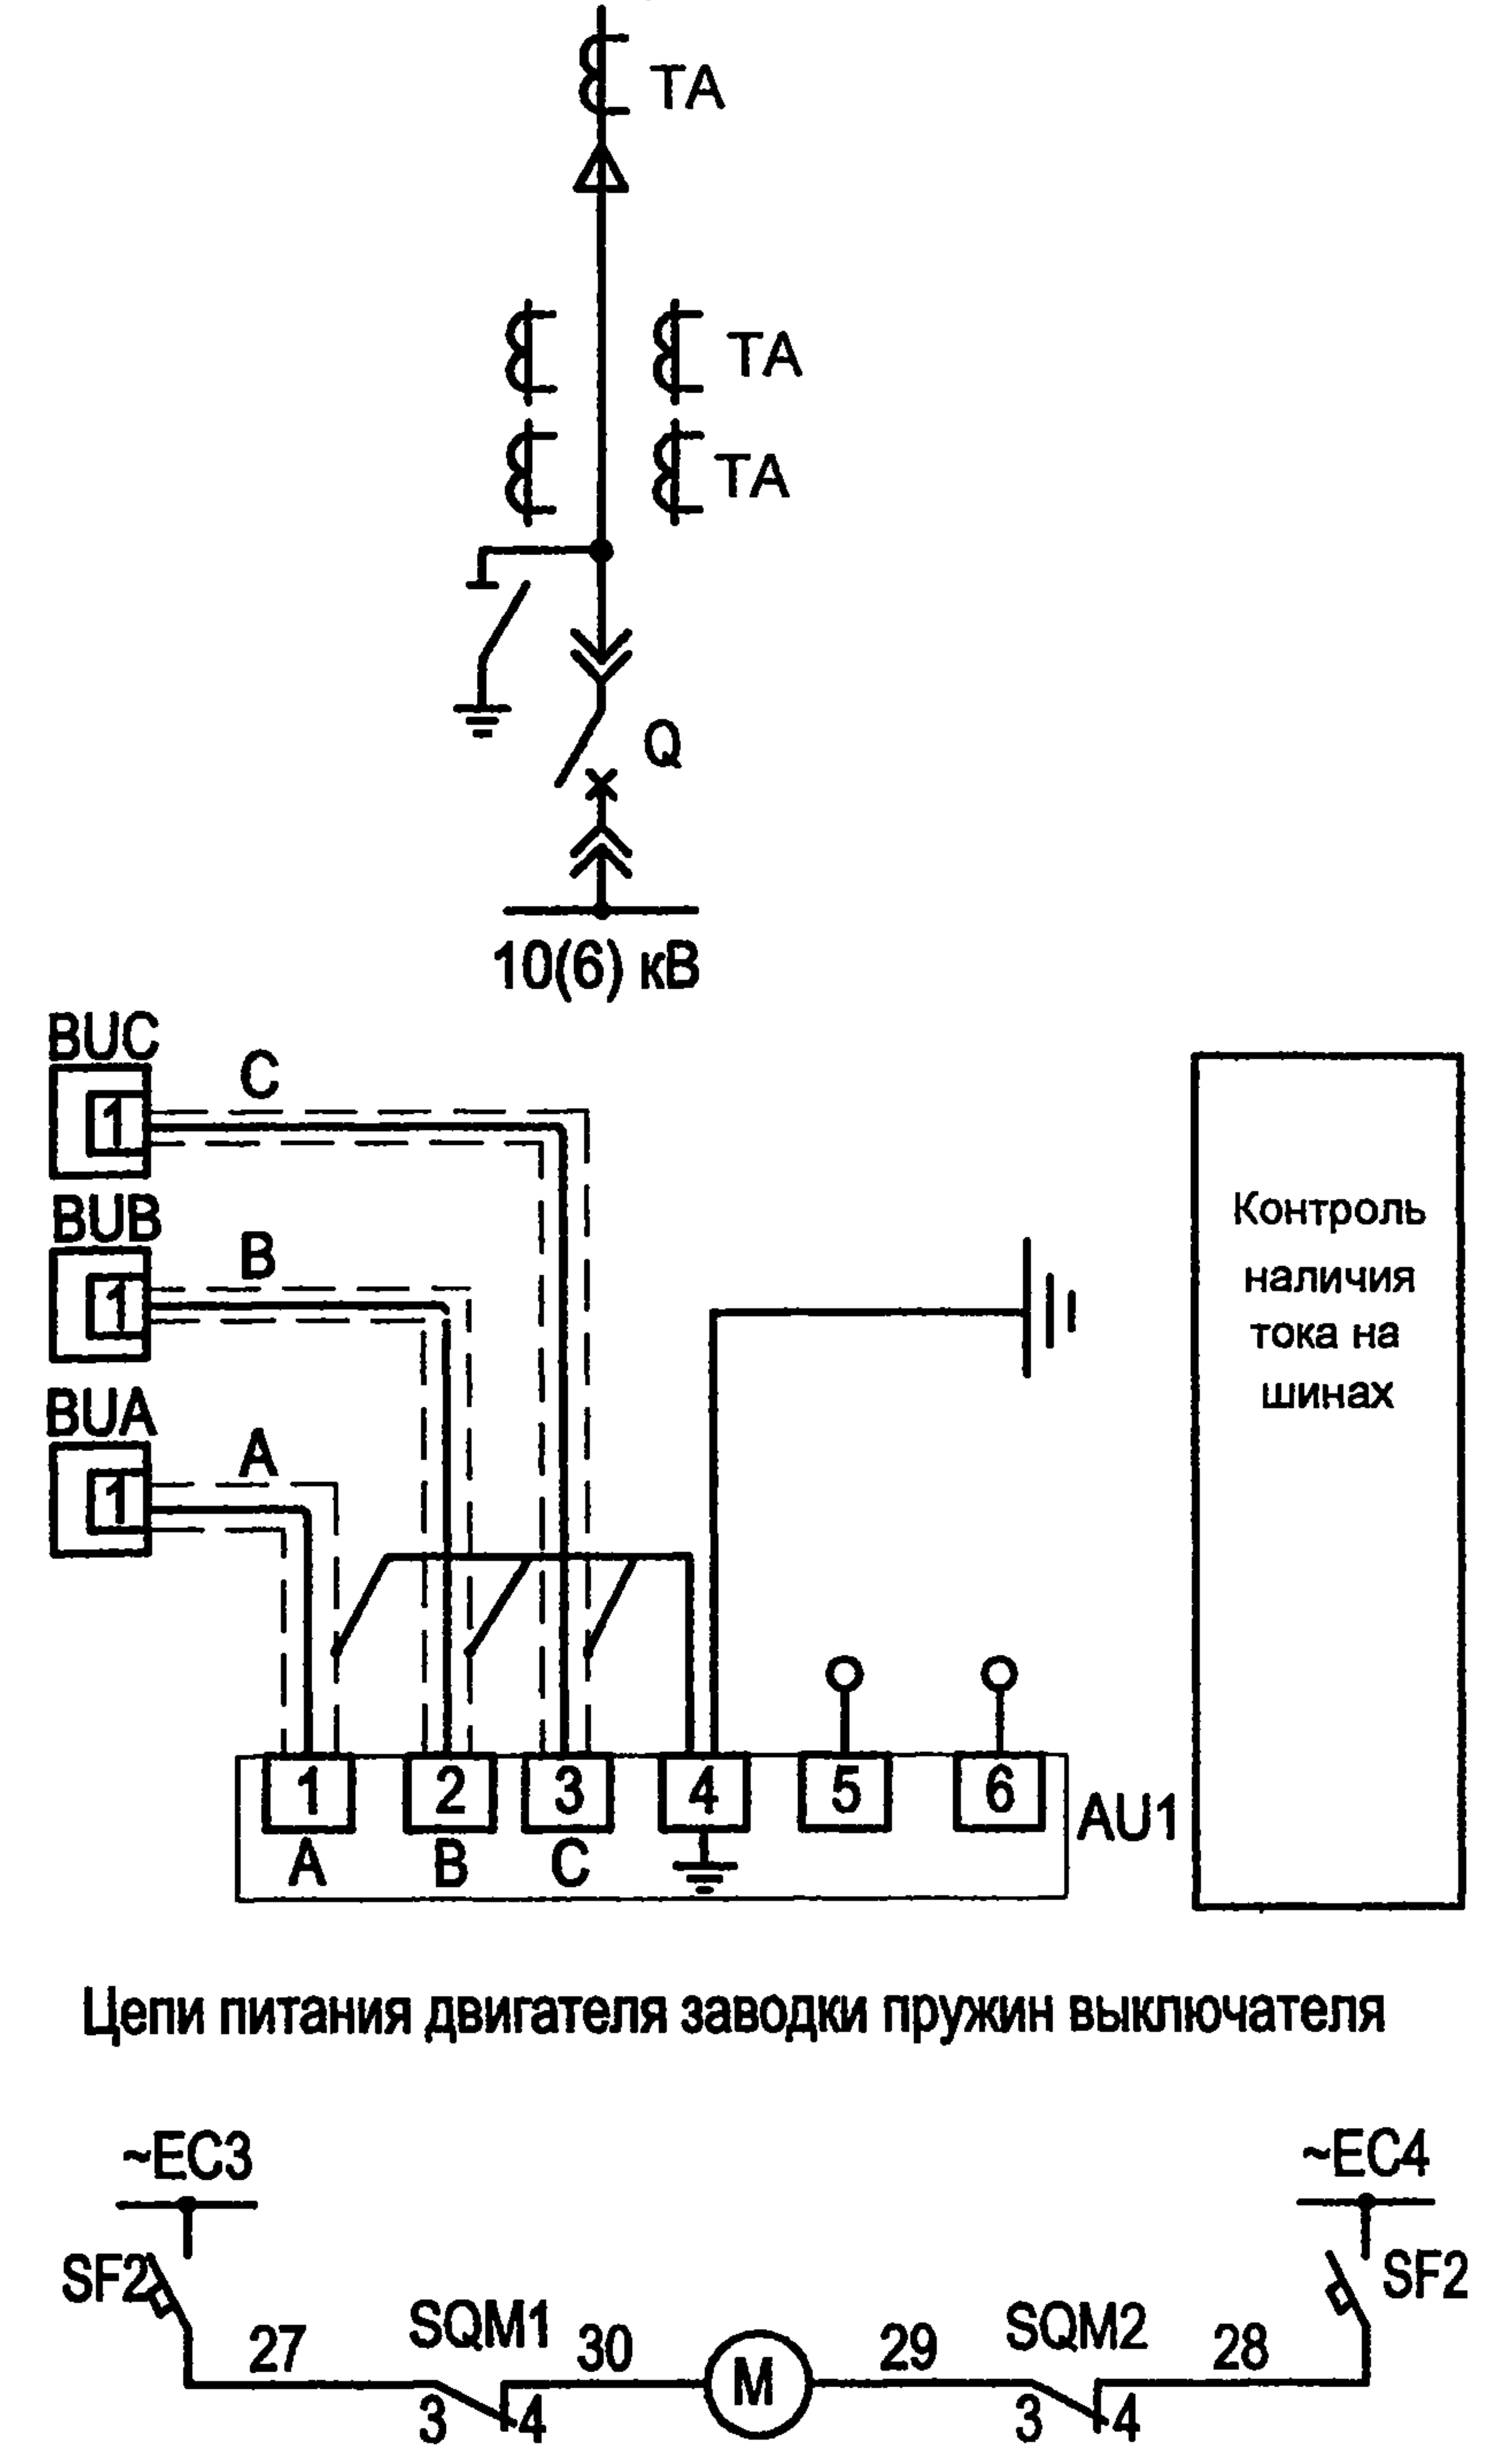 TA
TA
TA
Q
10(6) кВ
BUC
C
1
BUB
B
1
BUA
A
1
Контроль
наличия
тока на
шинах
1 2 3 4 5 6
A B C
AU1
Цепи питания двигателя заводки пружин выключателя
~EC3 ~EC4
SF2 SF2
SQM1 SQM2
27 30 29 28
M
3 4 3 4